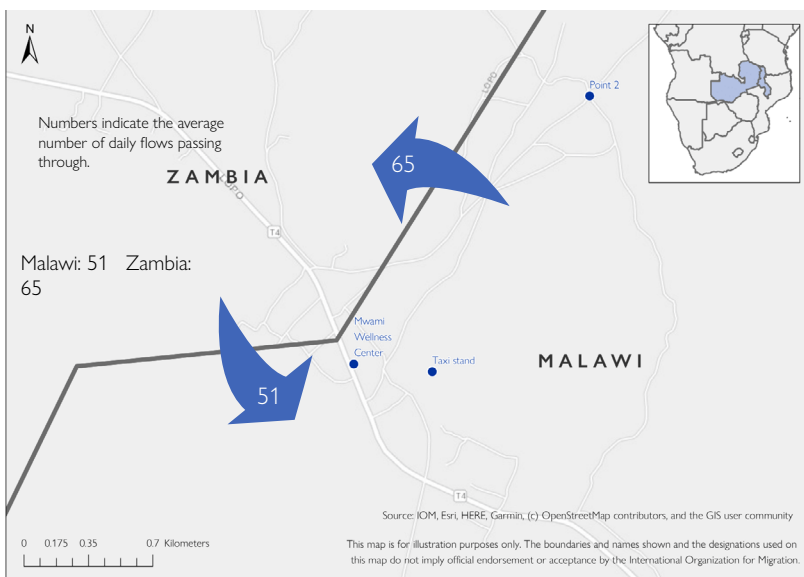 N
Numbers indicate the average
number of daily flows passing
through.
ZAMBIA
LOPO
LOPO
Point 2
65
T4
Malawi: 51 Zambia:
65
Mwami
Wellness
Center
Taxi stand
MALAWI
51
T4
Source: IOM, Esri, HERE, Garmin, (c) OpenStreetMap contributors, and the GIS user community
0 0.175 0.35 0.7 Kilometers
This map is for illustration purposes only. The boundaries and names shown and the designations used on
this map do not imply official endorsement or acceptance by the International Organization for Migration.